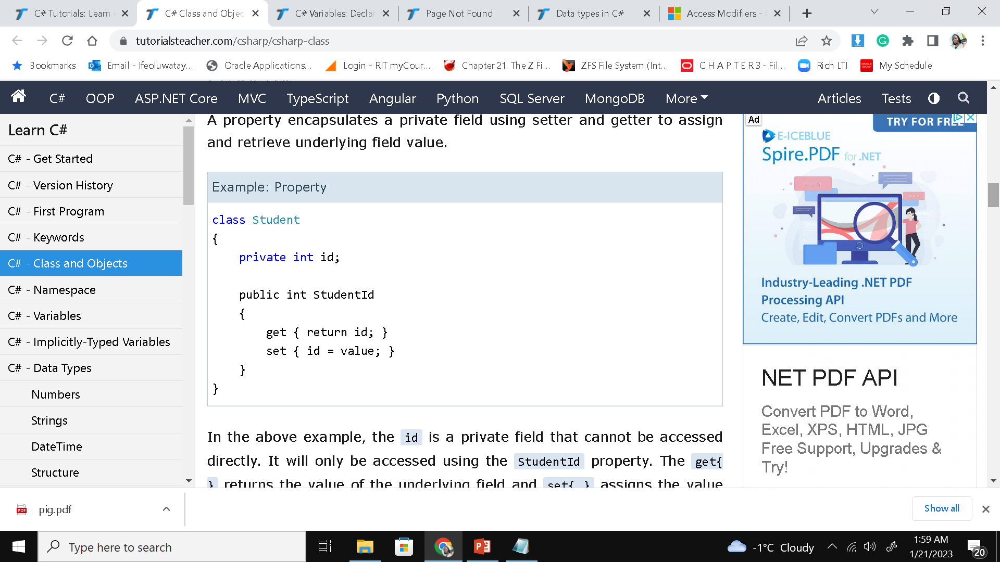 C# Tutorials: Learn
C# Class and Objec
C# Variables: Declar
Page Not Found
Data types in C#
Access Modifiers -
tutorialsteacher.com/csharp/csharp-class
Bookmarks
Email - Ifeoluwatay...
Oracle Applications...
Login - RIT myCour...
Chapter 21. The Z Fi...
ZFS File System (Int...
C H A P T E R 3 - Fil...
Rich LTI
My Schedule
C#
OOP
ASP.NET Core
MVC
TypeScript
Angular
Python
SQL Server
MongoDB
More
Articles
Tests
Learn C#
C# - Get Started
C# - Version History
C# - First Program
C# - Keywords
C# - Class and Objects
C# - Namespace
C# - Variables
C# - Implicitly-Typed Variables
C# - Data Types
Numbers
Strings
DateTime
Structure
A property encapsulates a private field using setter and getter to assign
and retrieve underlying field value.
Example: Property
class Student
{
private int id;
public int StudentId
{
get { return id; }
set { id = value; }
}
}
In the above example, the id is a private field that cannot be accessed
directly. It will only be accessed using the StudentId property. The get{
} returns the value of the underlying field and set{ } assigns the value
Ad
TRY FOR FREE
E-ICEBLUE
Spire.PDF for .NET
Industry-Leading .NET PDF
Processing API
Create, Edit, Convert PDFs and More
NET PDF API
Convert PDF to Word,
Excel, XPS, HTML, JPG
Free Support, Upgrades &
Try!
PDF
pig.pdf
Show all
Type here to search
-1°C Cloudy
1:59 AM
1/21/2023
20